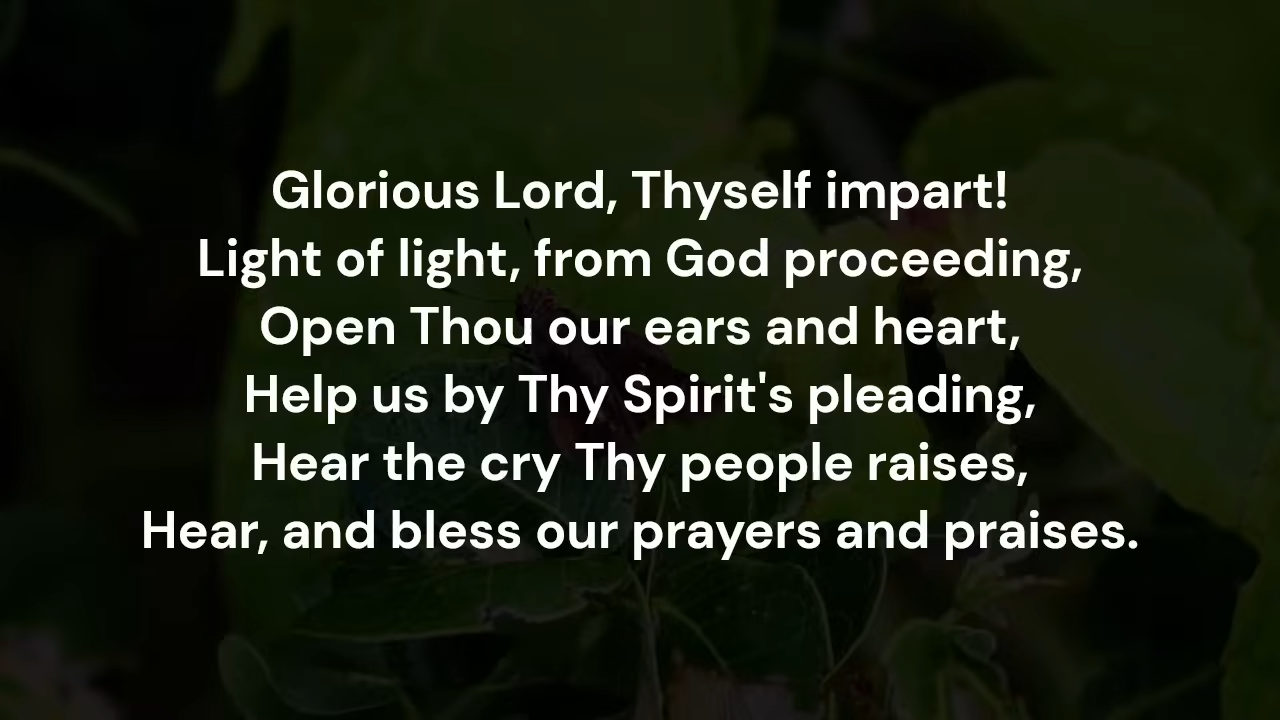 Glorious Lord, Thyself impart!
Light of light, from God proceeding,
Open Thou our ears and heart,
Help us by Thy Spirit's pleading,
Hear the cry Thy people raises,
Hear, and bless our prayers and praises.